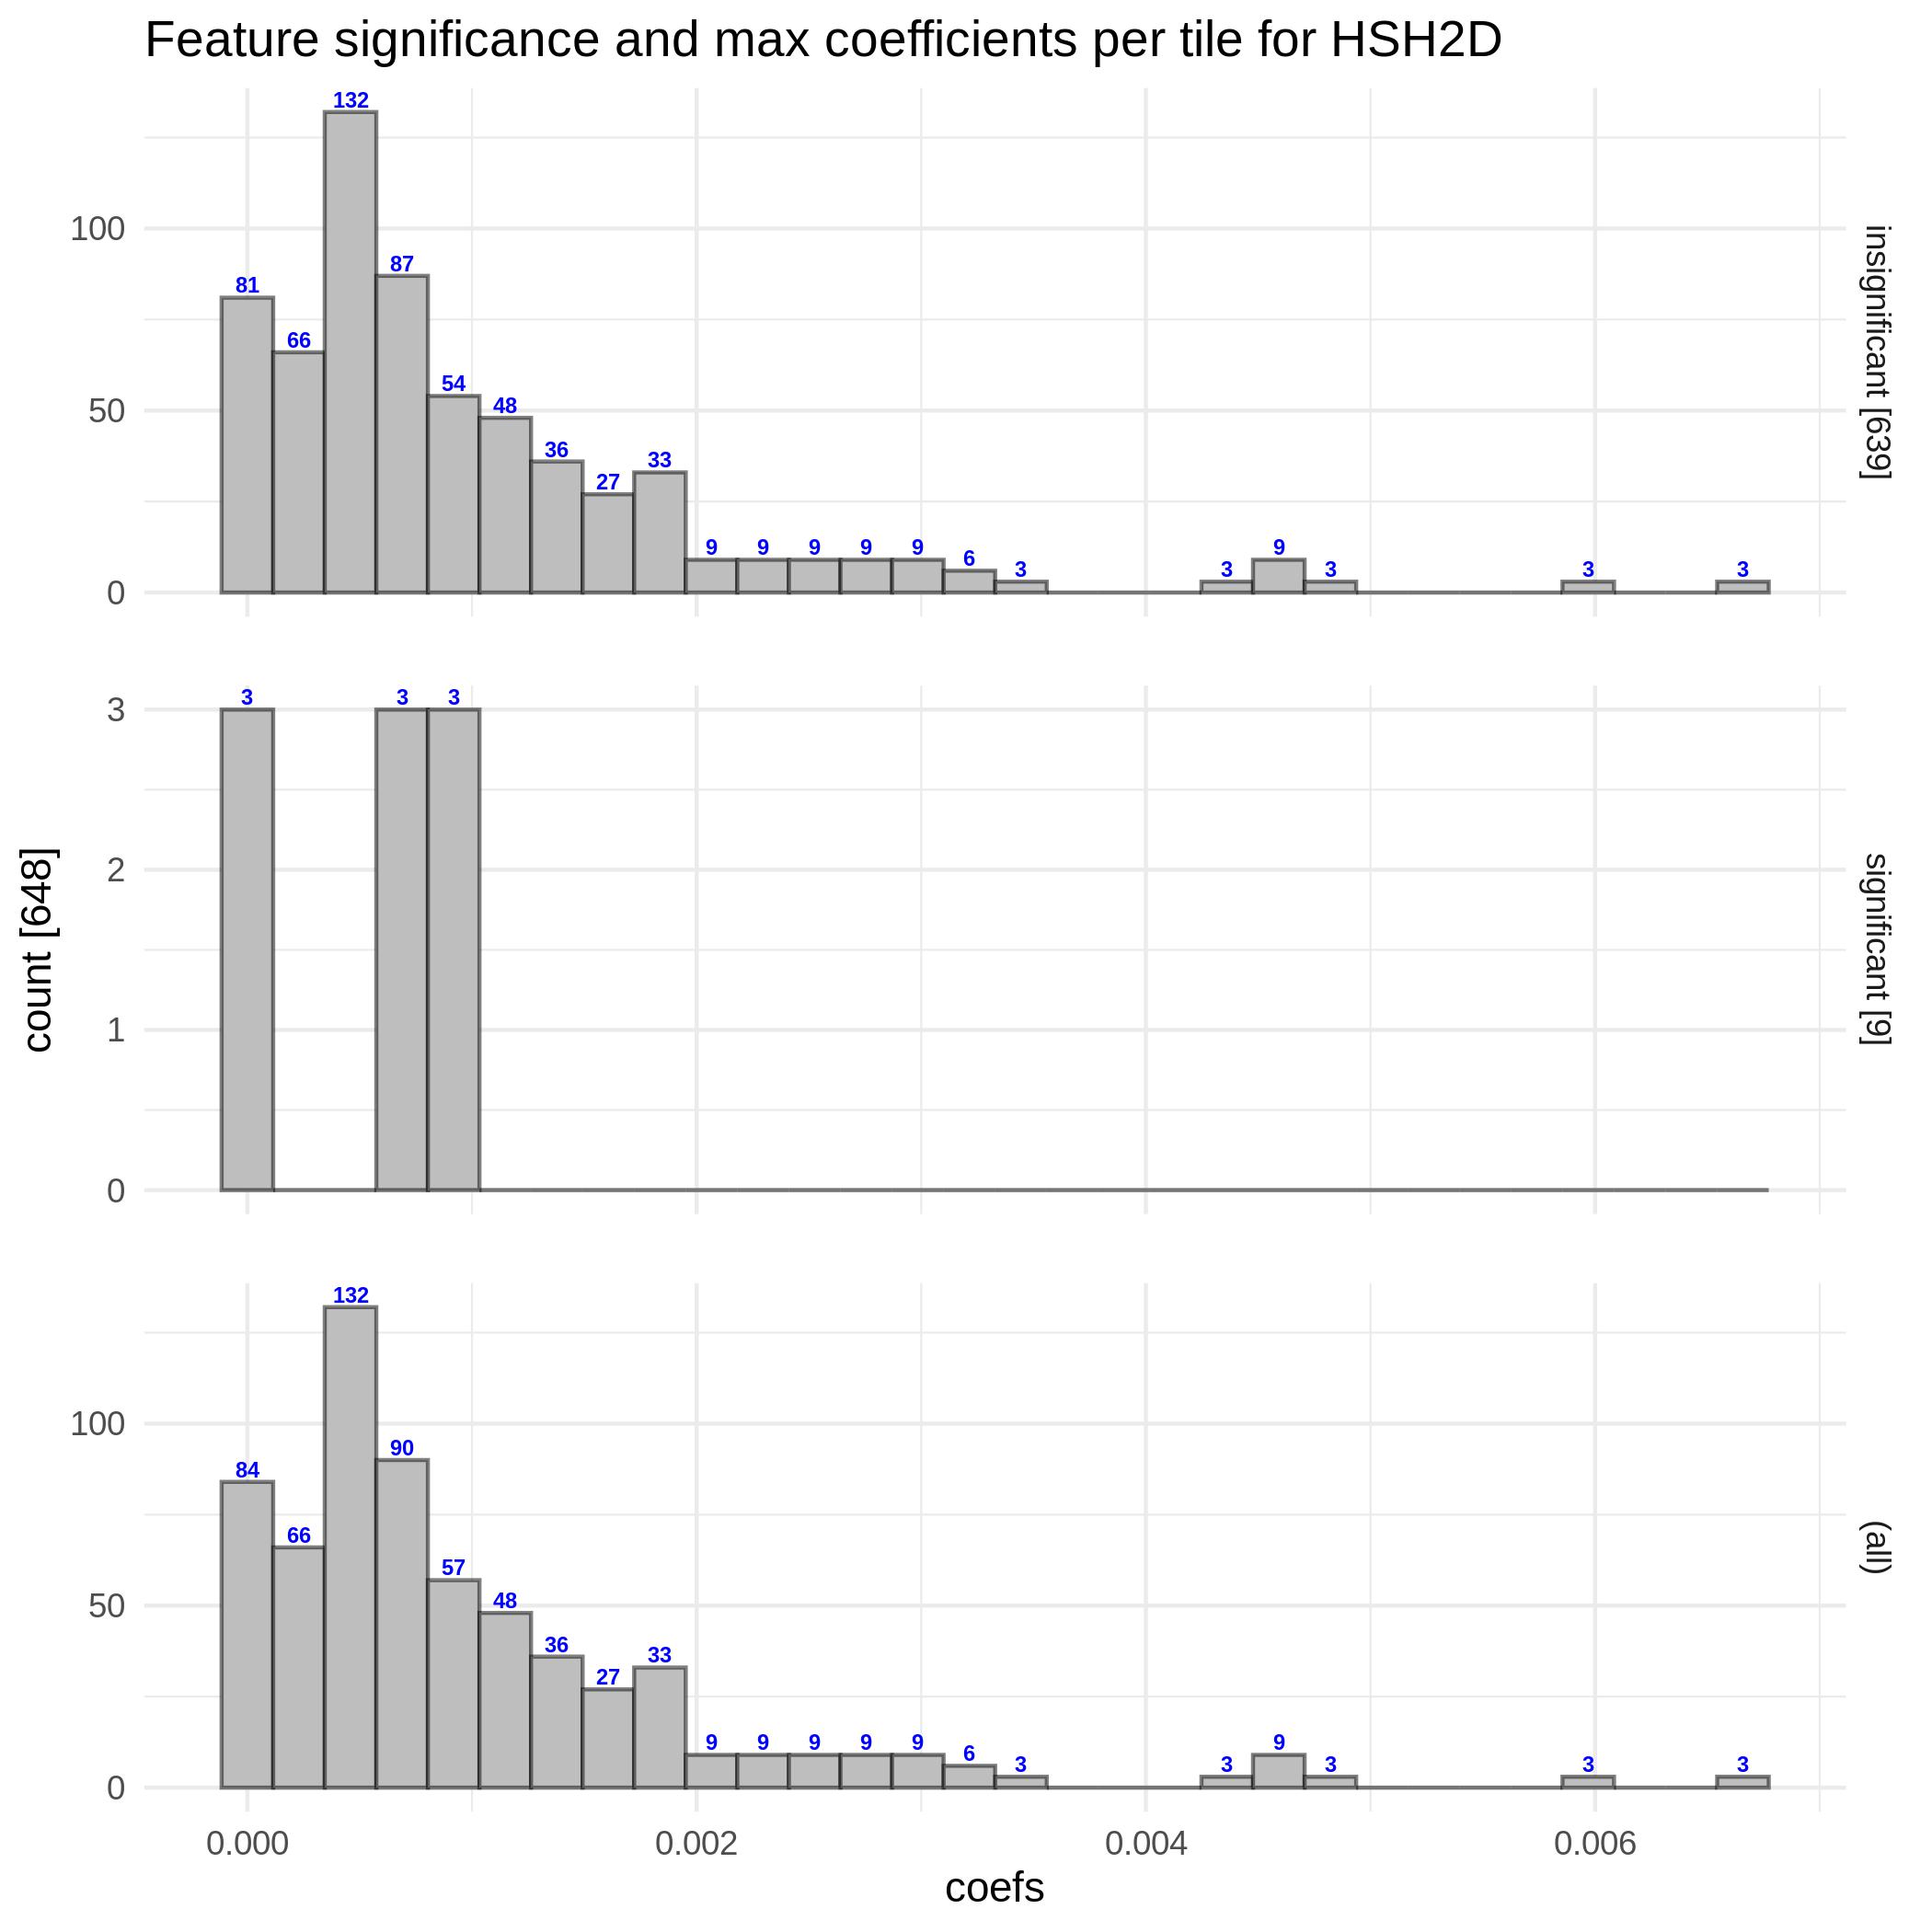 Feature significance and max coefficients per tile for HSH2D
132
100
87
81
66
54
50
48
36
33
27
9 9 9 9 9 6 3 3 9 3 3 3
0
insignificant [639]
3 3 3
3
2
1
0
significant [9]
count [648]
132
100
90
84
66
57
50
48
36
33
27
9 9 9 9 9 6 3 3 9 3 3 3
0
(all)
0.000 0.002 0.004 0.006
coefs